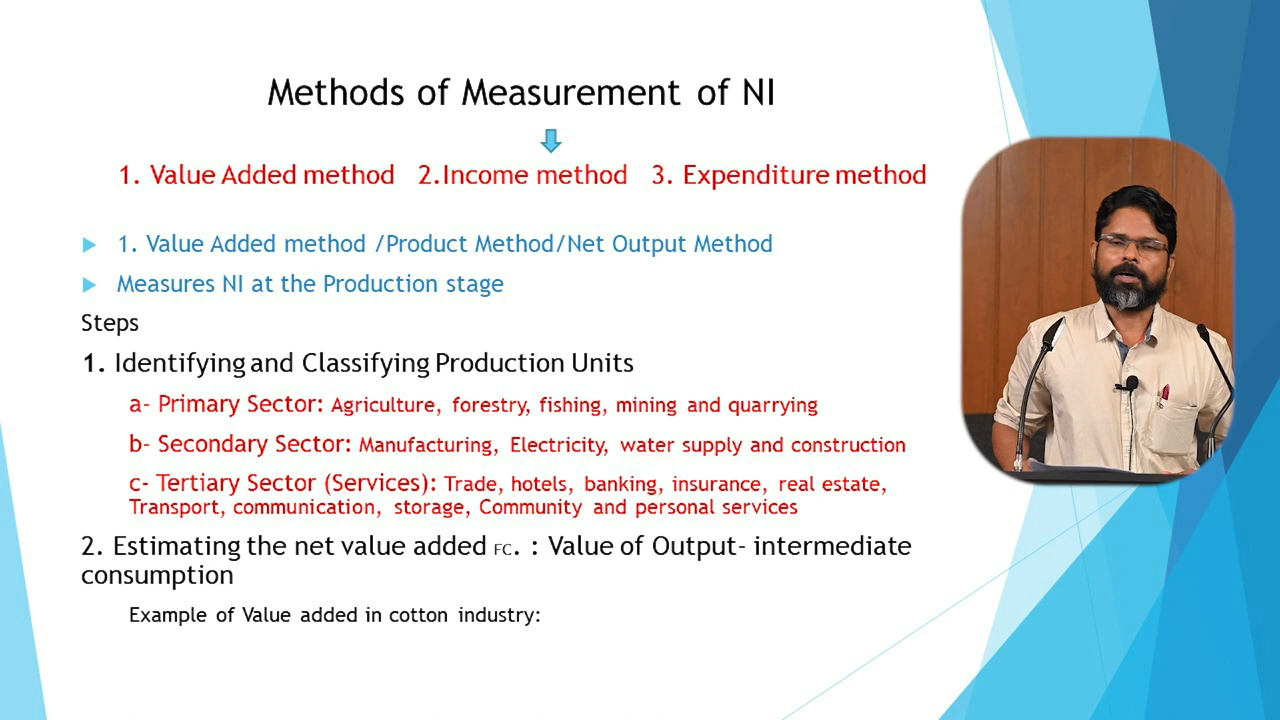 Methods of Measurement of NI
1. Value Added method 2.Income method 3. Expenditure method
1. Value Added method /Product Method/Net Output Method
Measures NI at the Production stage
Steps
1. Identifying and Classifying Production Units
a- Primary Sector: Agriculture, forestry, fishing, mining and quarrying
b- Secondary Sector: Manufacturing, Electricity, water supply and construction
c- Tertiary Sector (Services): Trade, hotels, banking, insurance, real estate,
Transport, communication, storage, Community and personal services
2. Estimating the net value added FC. : Value of Output- intermediate
consumption
Example of Value added in cotton industry: